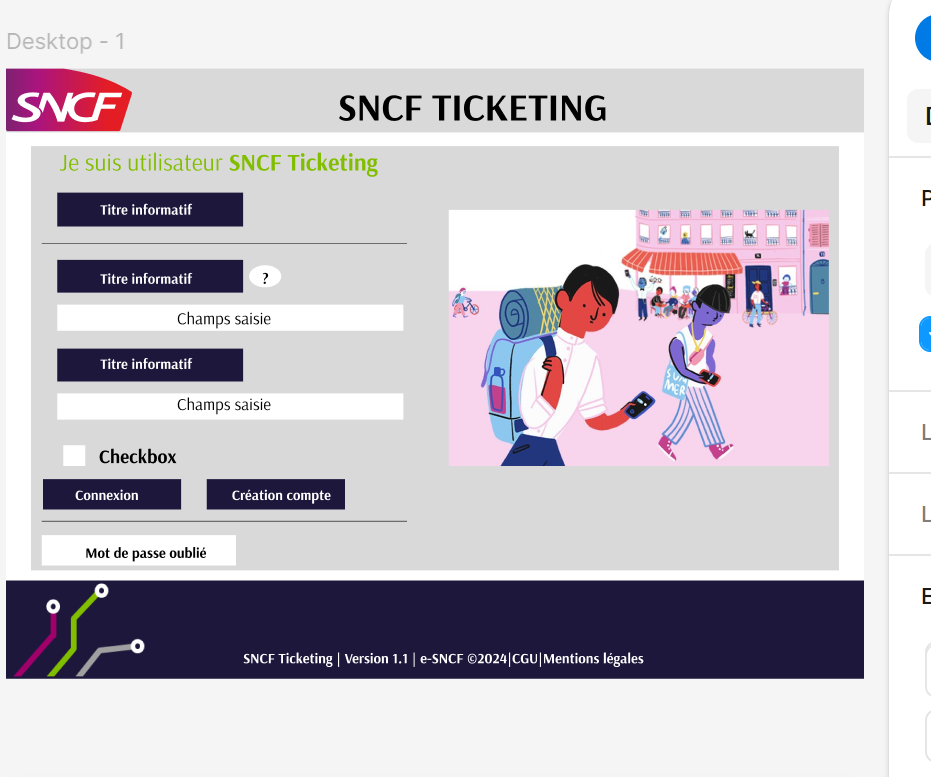 Desktop - 1
SNCF
SNCF TICKETING
Je suis utilisateur SNCF Ticketing
Titre informatif
Titre informatif
?
Champs saisie
Titre informatif
Champs saisie
Checkbox
Connexion
Création compte
Mot de passe oublié
SUM
MER
SNCF Ticketing | Version 1.1 | e-SNCF ©2024|CGU|Mentions légales